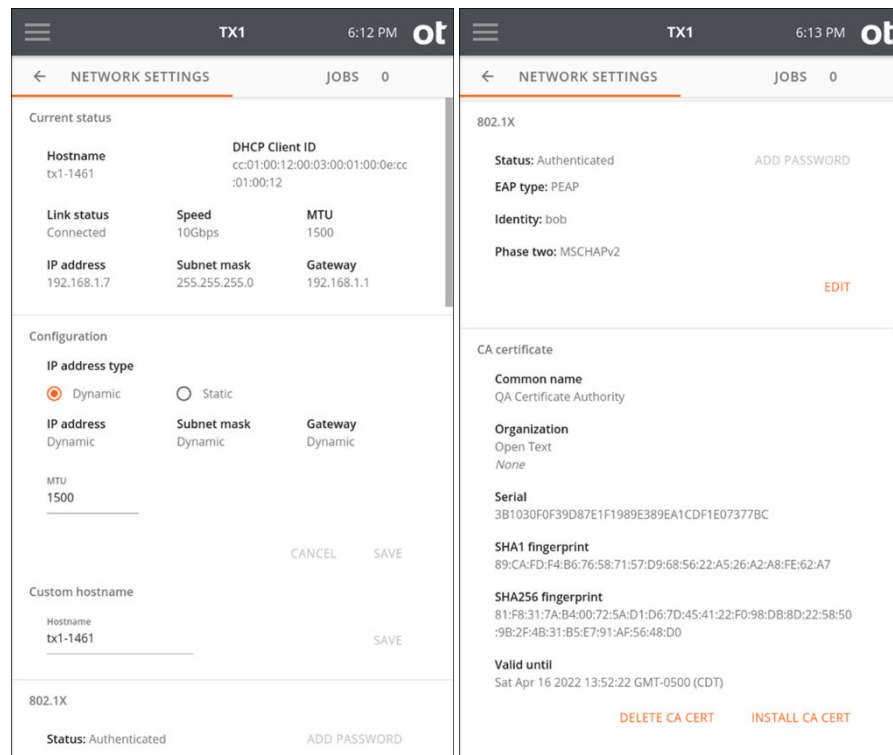 TX1 6:12 PM ot
← NETWORK SETTINGS JOBS 0
Current status
Hostname DHCP Client ID
tx1-1461 cc:01:00:12:00:03:00:01:00:0e:cc
:01:00:12
Link status Speed MTU
Connected 10Gbps 1500
IP address Subnet mask Gateway
192.168.1.7 255.255.255.0 192.168.1.1
Configuration
IP address type
Dynamic Static
IP address Subnet mask Gateway
Dynamic Dynamic Dynamic
MTU
1500
CANCEL SAVE
Custom hostname
Hostname
tx1-1461 SAVE
802.1X
Status: Authenticated ADD PASSWORD
TX1 6:13 PM ot
← NETWORK SETTINGS JOBS 0
802.1X
Status: Authenticated ADD PASSWORD
EAP type: PEAP
Identity: bob
Phase two: MSCHAPv2
EDIT
CA certificate
Common name
QA Certificate Authority
Organization
Open Text
None
Serial
3B1030F0F39D87E1F1989E389EA1CDF1E07377BC
SHA1 fingerprint
89:CA:FD:F4:B6:76:58:71:57:D9:68:56:22:A5:26:A2:A8:FE:62:A7
SHA256 fingerprint
81:F8:31:7A:B4:00:72:5A:D1:D6:7D:45:41:22:F0:98:DB:8D:22:58:50
:9B:2F:4B:31:B5:E7:91:AF:56:48:D0
Valid until
Sat Apr 16 2022 13:52:22 GMT-0500 (CDT)
DELETE CA CERT INSTALL CA CERT